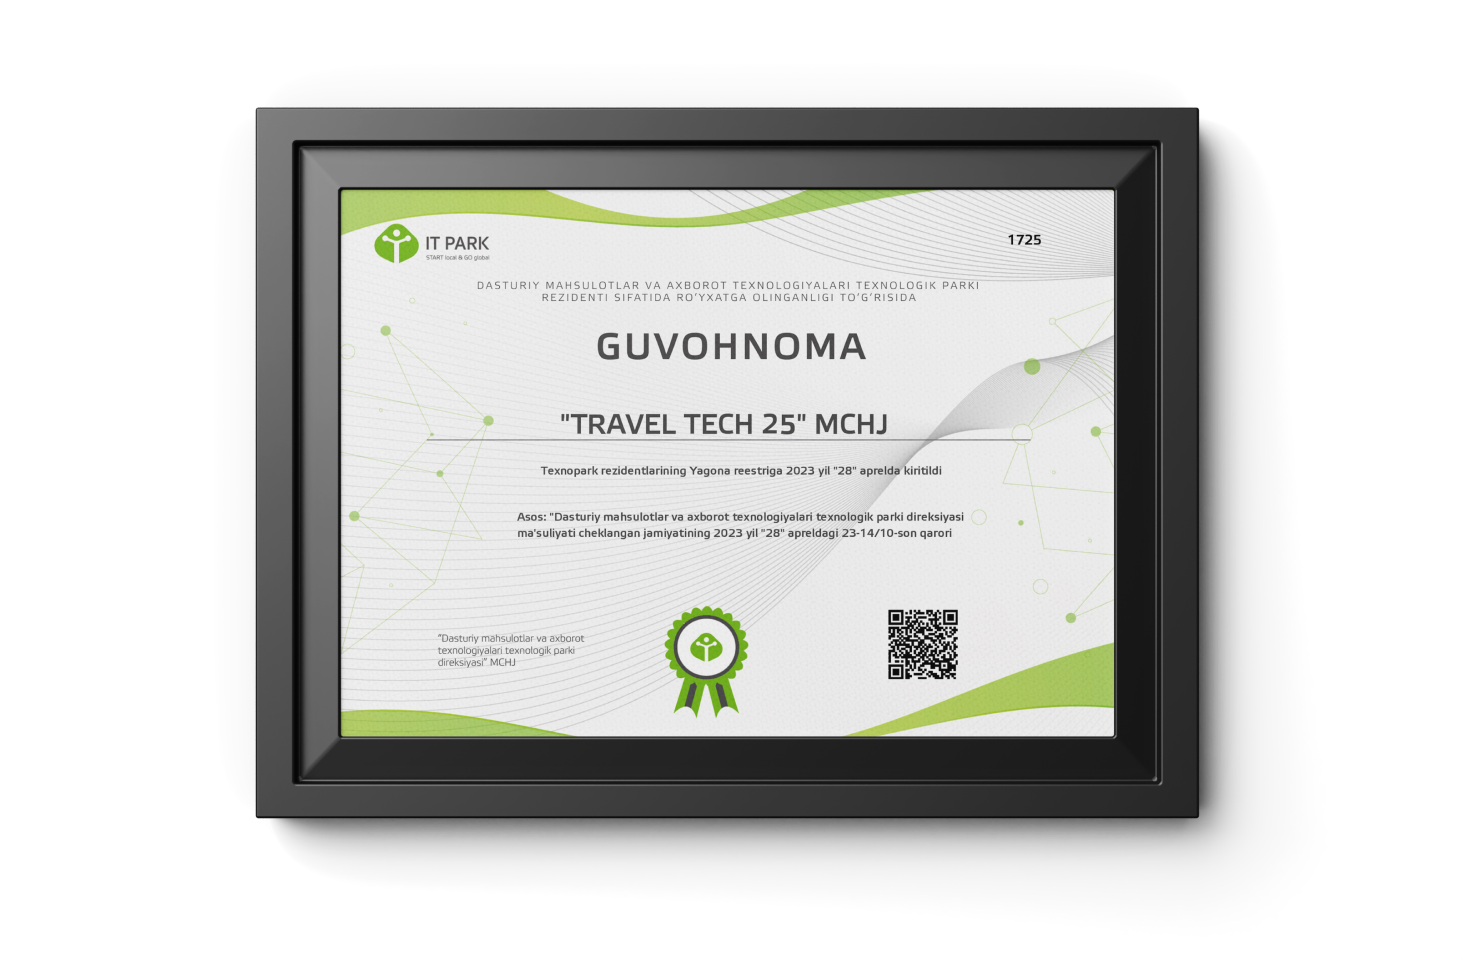 IT PARK
START local & GO global
1725
DASTURIY MAHSULOTLAR VA AXBOROT TEXNOLOGIYALARI TEXNOLOGIK PARKI
REZIDENTI SIFATIDA RO'YXATGA OLINGANLIGI TO'G'RISIDA
GUVOHNOMA
"TRAVEL TECH 25" MCHJ
Texnopark rezidentlarining Yagona reestriga 2023 yil "28" aprelda kiritildi
Asos: "Dasturiy mahsulotlar va axborot texnologiyalari texnologik parki direksiyasi
ma'suliyati cheklangan jamiyatining 2023 yil "28" apreldagi 23-14/10-son qarori
"Dasturiy mahsulotlar va axborot
texnologiyalari texnologik parki
direksiyasi" MCHJ